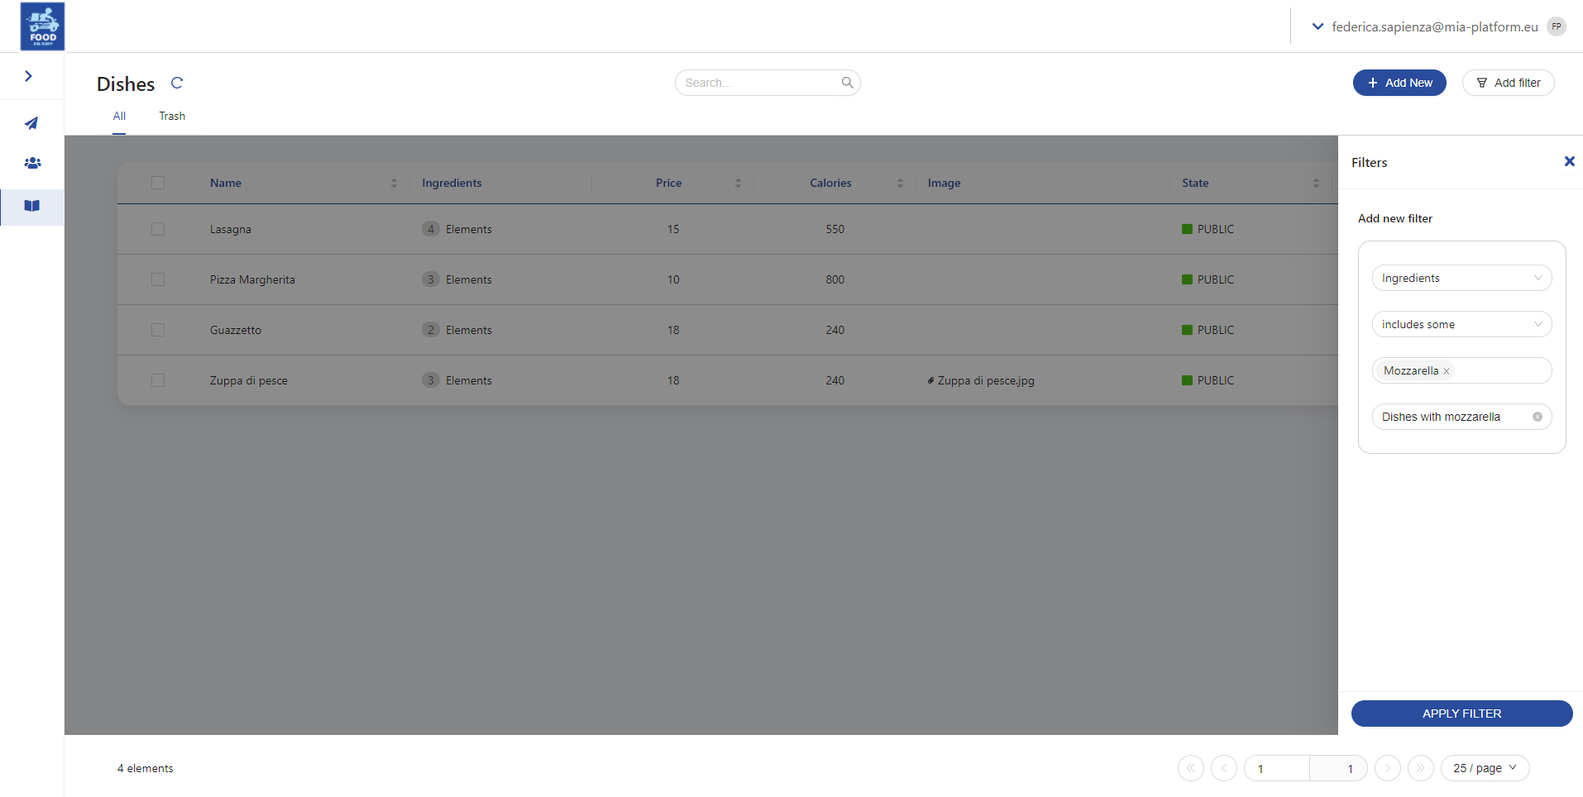 FOOD
DELIVERY
federica.sapienza@mia-platform.eu FP
Dishes
Search...
Add New
Add filter
All Trash
Filters
Name Ingredients Price Calories Image State
Add new filter
Lasagna 4 Elements 15 550 PUBLIC
Ingredients
Pizza Margherita 3 Elements 10 800 PUBLIC
includes some
Guazzetto 2 Elements 18 240 PUBLIC
Mozzarella
Zuppa di pesce 3 Elements 18 240 Zuppa di pesce.jpg PUBLIC
Dishes with mozzarella
APPLY FILTER
4 elements
1 1
25 / page